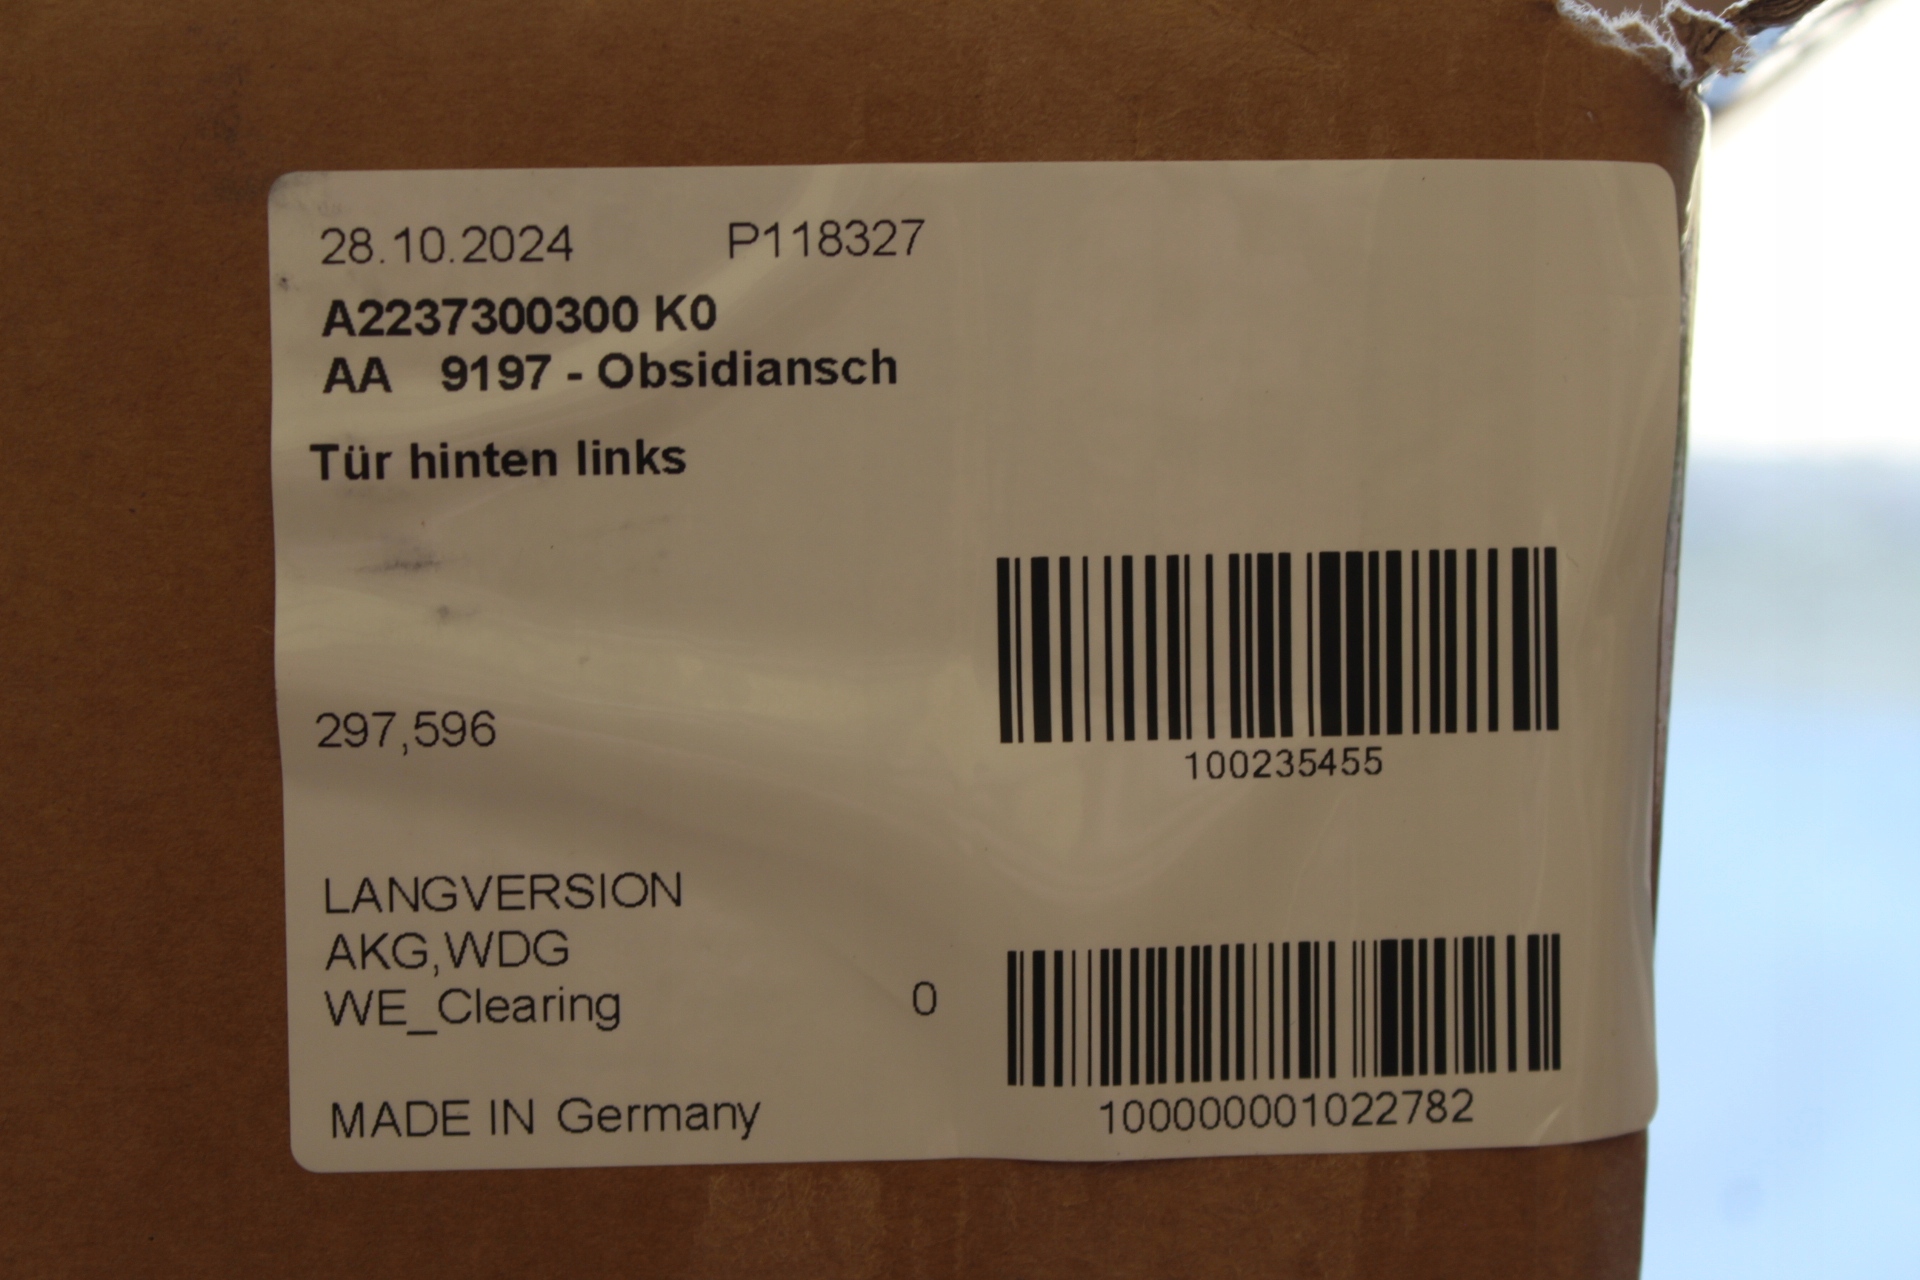 28.10.2024 P118327
A2237300300 K0
AA 9197 - Obsidiansch
Tür hinten links
297,596
100235455
LANGVERSION
AKG,WDG
WE_Clearing 0
MADE IN Germany
100000001022782